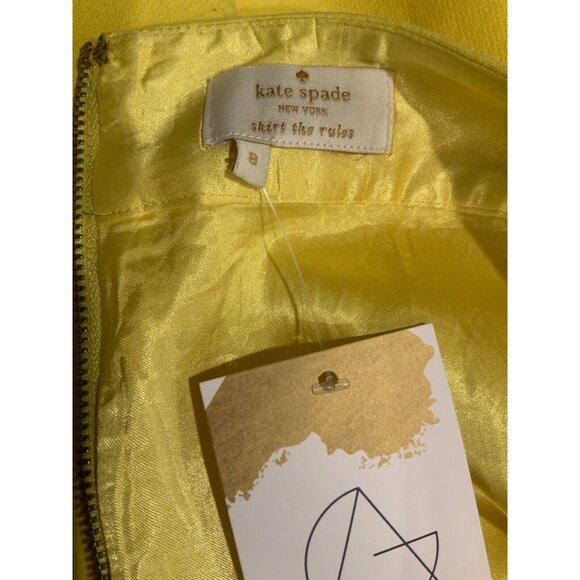 kate spade
NEW YORK
skirt the rules
8